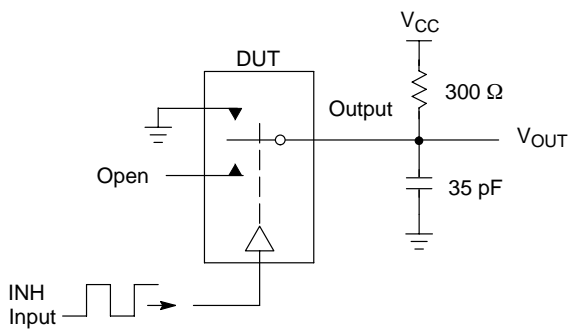 V_CC
DUT
300 Ω
Output
V_OUT
Open
35 pF
INH
Input